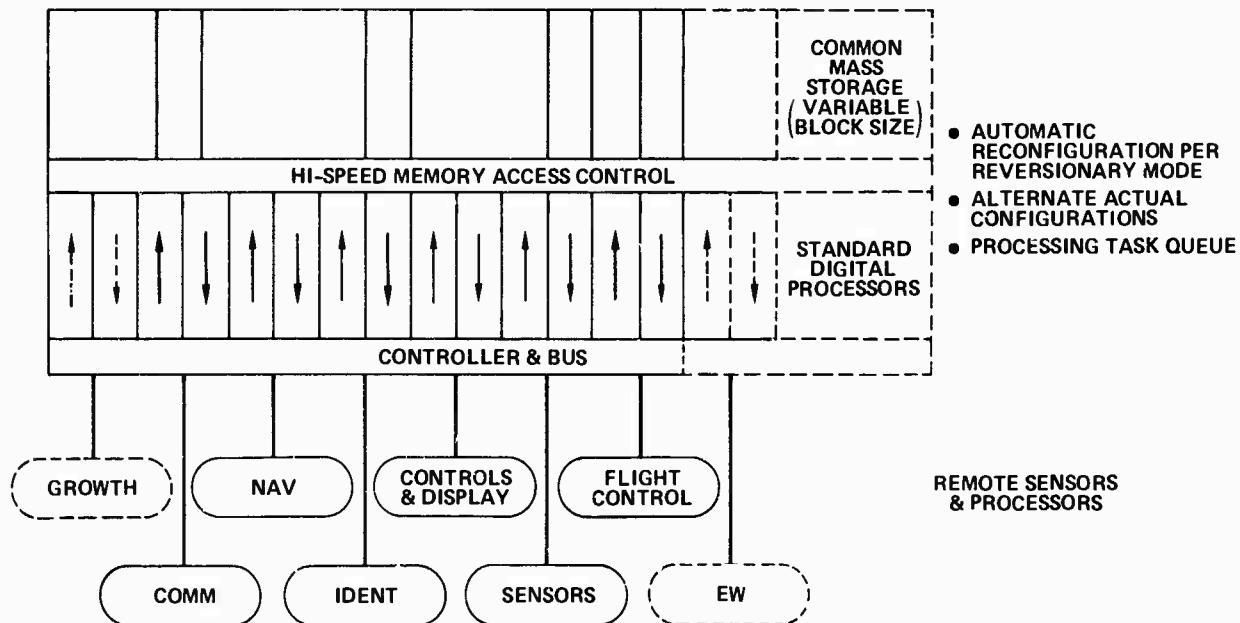 COMMON
MASS
STORAGE
(VARIABLE
BLOCK SIZE)
• AUTOMATIC
RECONFIGURATION PER
REVERSIONARY MODE
• ALTERNATE ACTUAL
CONFIGURATIONS
• PROCESSING TASK QUEUE
HI-SPEED MEMORY ACCESS CONTROL
STANDARD
DIGITAL
PROCESSORS
CONTROLLER & BUS
GROWTH
NAV
CONTROLS
& DISPLAY
FLIGHT
CONTROL
REMOTE SENSORS
& PROCESSORS
COMM
IDENT
SENSORS
EW